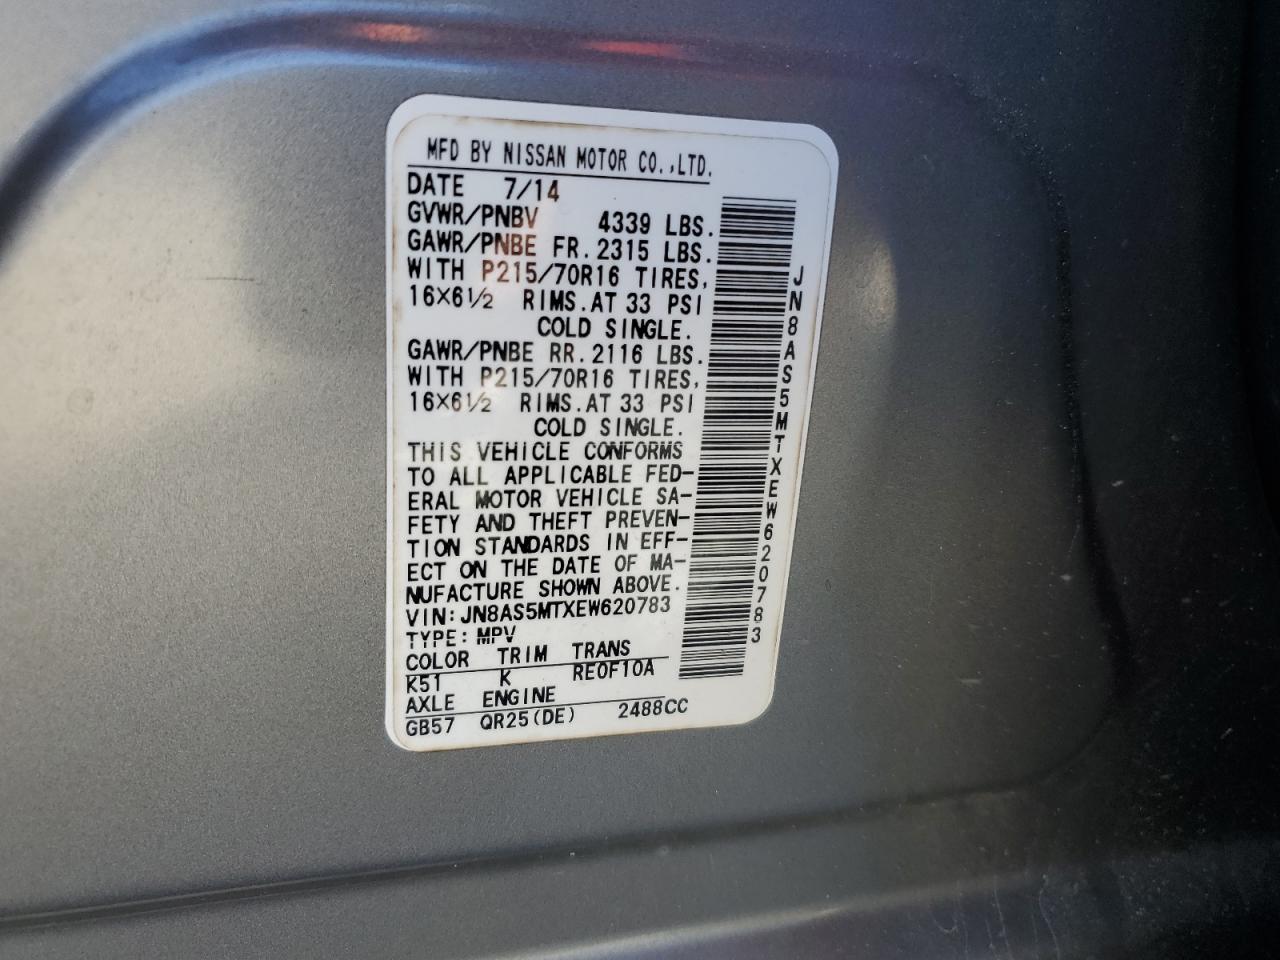 MFD BY NISSAN MOTOR CO.,LTD.
DATE 7/14
GVWR/PNBV 4339 LBS.
GAWR/PNBE FR. 2315 LBS.
WITH P215/70R16 TIRES,
16X6½ RIMS. AT 33 PSI
COLD SINGLE.
GAWR/PNBE RR. 2116 LBS.
WITH P215/70R16 TIRES,
16X6½ RIMS. AT 33 PSI
COLD SINGLE.
THIS VEHICLE CONFORMS
TO ALL APPLICABLE FED-
ERAL MOTOR VEHICLE SA-
FETY AND THEFT PREVEN-
TION STANDARDS IN EFF-
ECT ON THE DATE OF MA-
NUFACTURE SHOWN ABOVE.
VIN: JN8AS5MTXEW620783
TYPE: MPV
COLOR TRIM TRANS
K51 K RE0F10A
AXLE ENGINE
GB57 QR25(DE) 2488CC
JN8AS5MTXEW620783